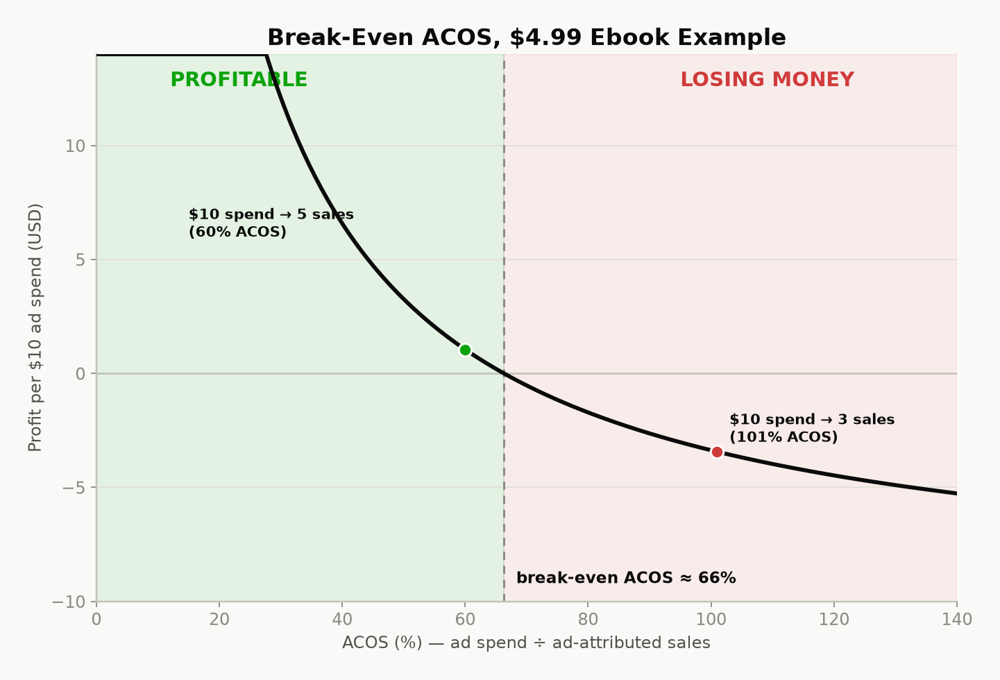 Break-Even ACOS, $4.99 Ebook Example
PROFITABLE
LOSING MONEY
10
$10 spend → 5 sales
(60% ACOS)
5
Profit per $10 ad spend (USD)
0
$10 spend → 3 sales
(101% ACOS)
−5
break-even ACOS ≈ 66%
−10
0 20 40 60 80 100 120 140
ACOS (%) — ad spend ÷ ad-attributed sales